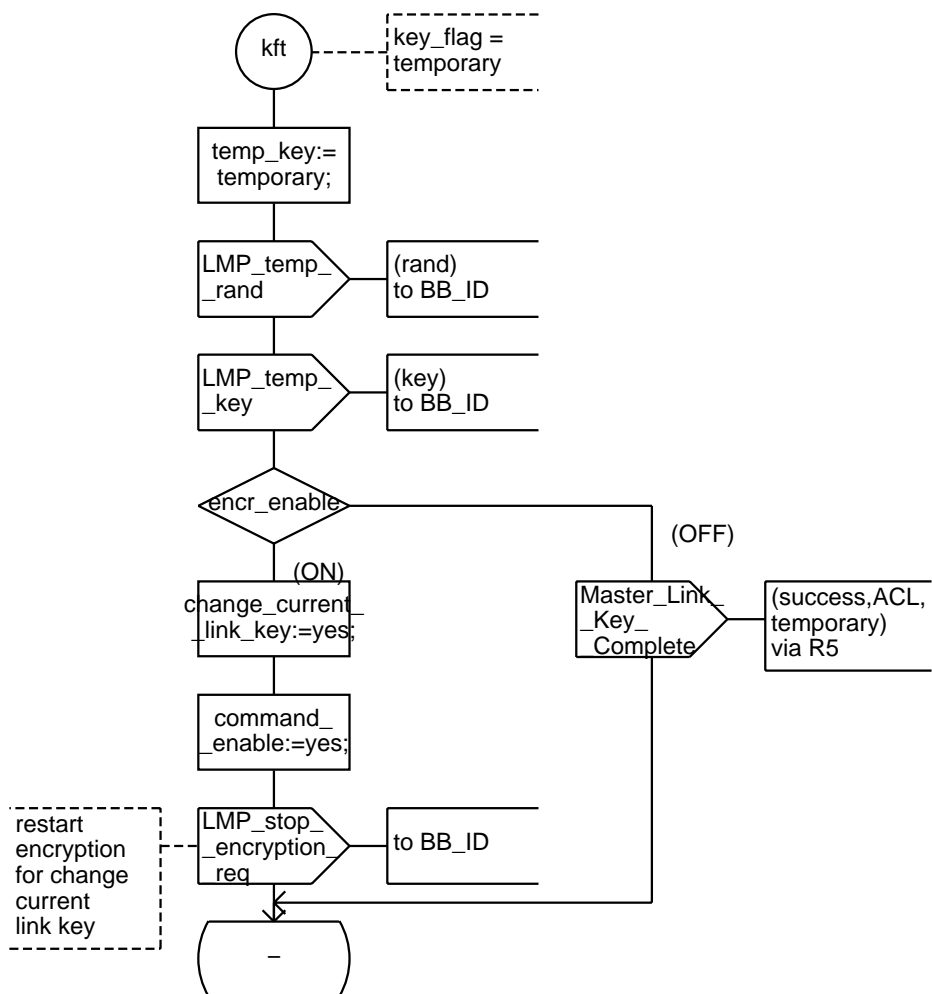 kft
key_flag =
temporary
temp_key:=
temporary;
LMP_temp_
_rand
(rand)
to BB_ID
LMP_temp_
_key
(key)
to BB_ID
encr_enable
(OFF)
(ON)
change_current_
_link_key:=yes;
Master_Link_
_Key_
_Complete
(success,ACL,
temporary)
via R5
command_
_enable:=yes;
restart
encryption
for change
current
link key
LMP_stop_
_encryption_
_req
to BB_ID
–